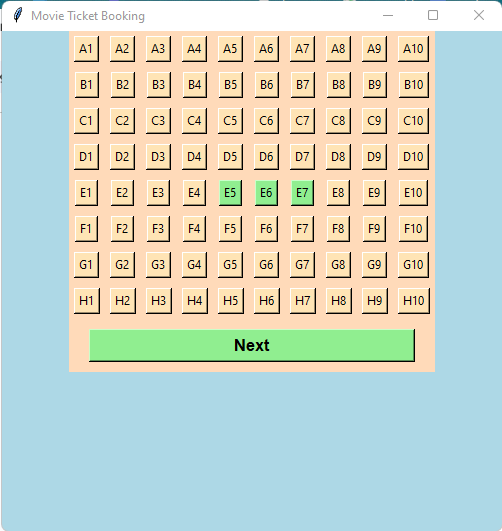 Movie Ticket Booking
A1 A2 A3 A4 A5 A6 A7 A8 A9 A10
B1 B2 B3 B4 B5 B6 B7 B8 B9 B10
C1 C2 C3 C4 C5 C6 C7 C8 C9 C10
D1 D2 D3 D4 D5 D6 D7 D8 D9 D10
E1 E2 E3 E4 E5 E6 E7 E8 E9 E10
F1 F2 F3 F4 F5 F6 F7 F8 F9 F10
G1 G2 G3 G4 G5 G6 G7 G8 G9 G10
H1 H2 H3 H4 H5 H6 H7 H8 H9 H10
Next